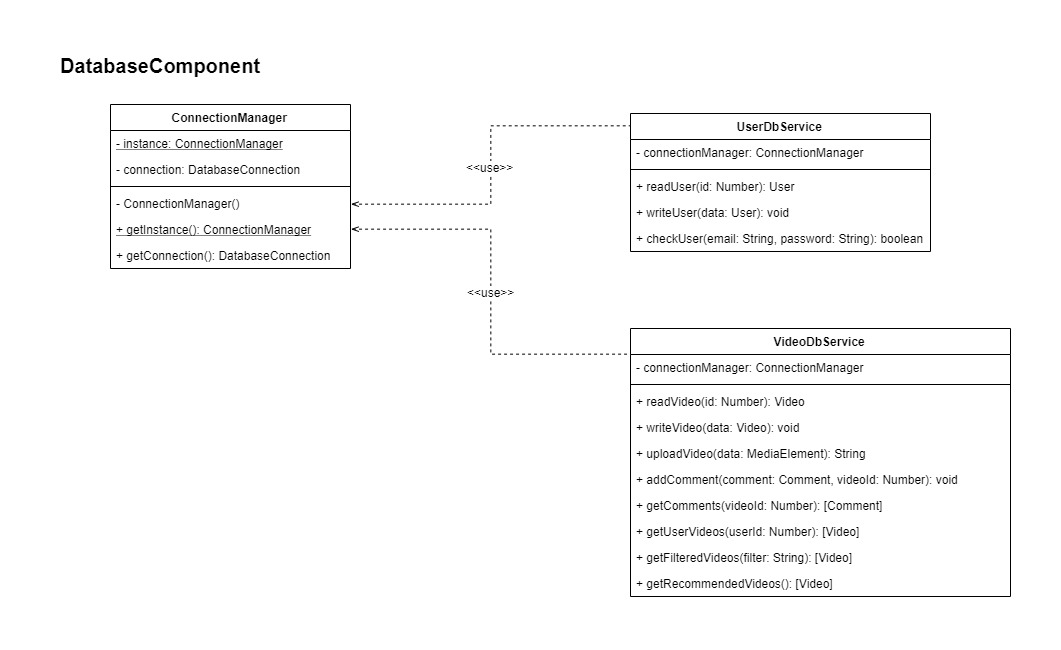 DatabaseComponent
ConnectionManager
- instance: ConnectionManager
- connection: DatabaseConnection
- ConnectionManager()
+ getInstance(): ConnectionManager
+ getConnection(): DatabaseConnection
<<use>>
<<use>>
UserDbService
- connectionManager: ConnectionManager
+ readUser(id: Number): User
+ writeUser(data: User): void
+ checkUser(email: String, password: String): boolean
VideoDbService
- connectionManager: ConnectionManager
+ readVideo(id: Number): Video
+ writeVideo(data: Video): void
+ uploadVideo(data: MediaElement): String
+ addComment(comment: Comment, videoId: Number): void
+ getComments(videoId: Number): [Comment]
+ getUserVideos(userId: Number): [Video]
+ getFilteredVideos(filter: String): [Video]
+ getRecommendedVideos(): [Video]